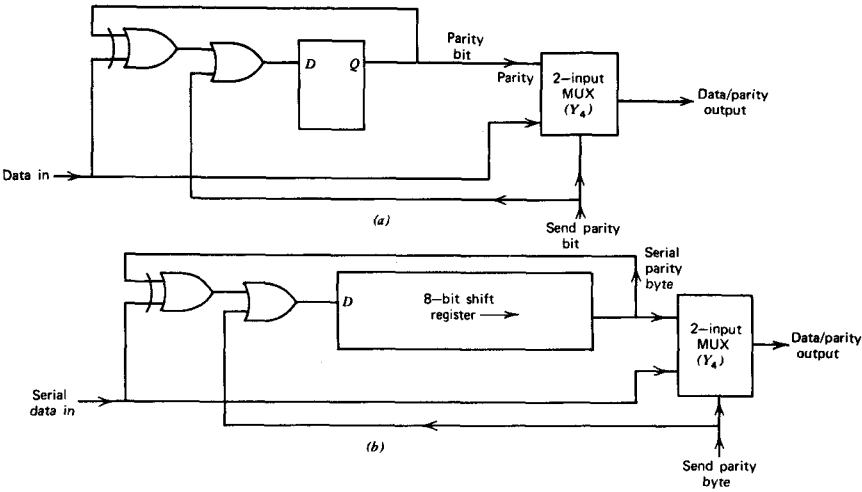 Parity
bit
D
Q
Parity
2-input
MUX
(Y4)
Data/parity
output
Data in
(a)
Send parity
bit
Serial
parity
byte
D
8-bit shift
register
2-input
MUX
(Y4)
Data/parity
output
Serial
data in
(b)
Send parity
byte